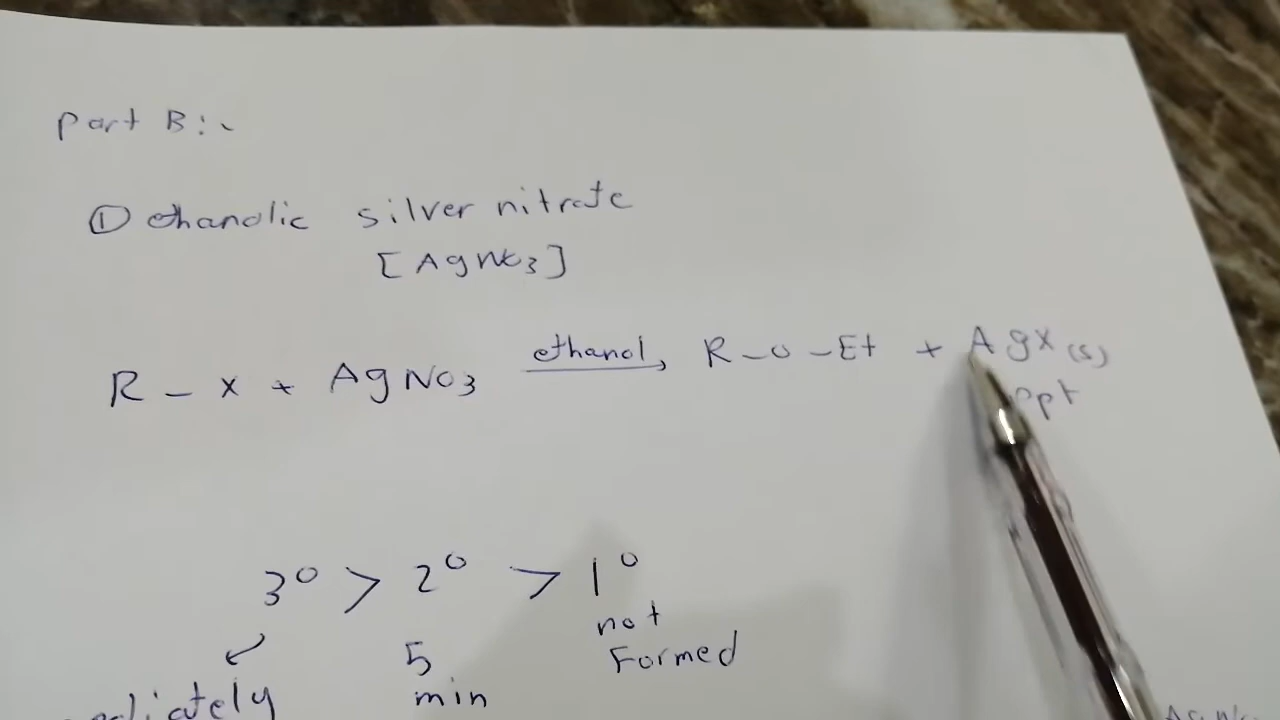 Part B:-
① ethanolic silver nitrate
[AgNO3]
R - X + AgNO3 ethanol, R - O - Et + AgX (s)
ppt
3° > 2° > 1°
not
5 Formed
min